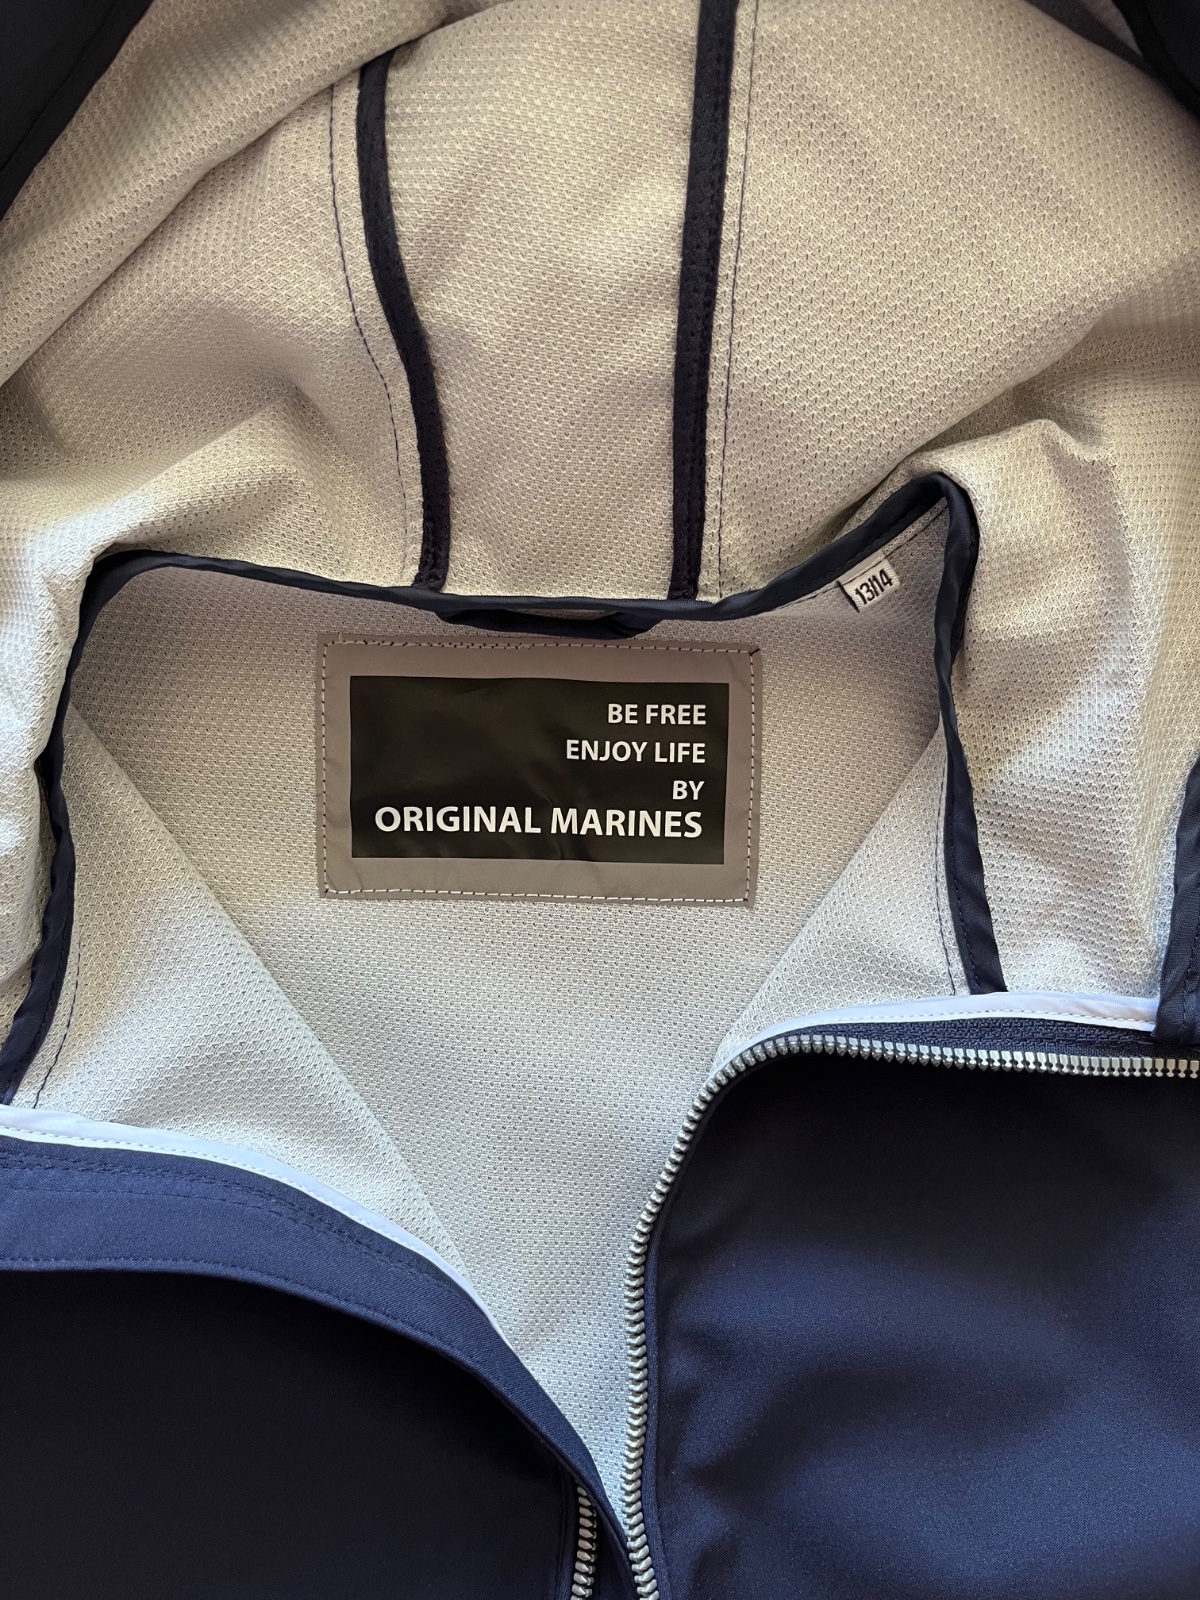 13/14
BE FREE
ENJOY LIFE
BY
ORIGINAL MARINES